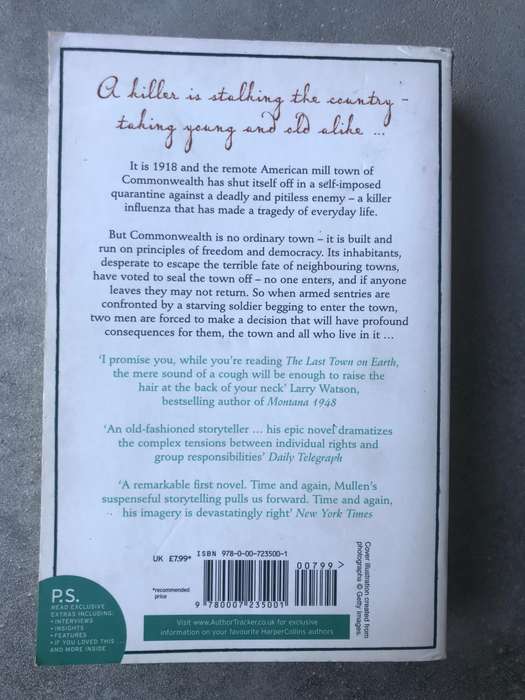 A killer is stalking the country –
taking young and old alike ...
It is 1918 and the remote American mill town of
Commonwealth has shut itself off in a self-imposed
quarantine against a deadly and pitiless enemy – a killer
influenza that has made a tragedy of everyday life.
But Commonwealth is no ordinary town – it is built and
run on principles of freedom and democracy. Its inhabitants,
desperate to escape the terrible fate of neighbouring towns,
have voted to seal the town off – no one enters, and if anyone
leaves they may not return. So when armed sentries are
confronted by a starving soldier begging to enter the town,
two men are forced to make a decision that will have profound
consequences for them, the town and all who live in it ...
‘I promise you, while you’re reading The Last Town on Earth,
the mere sound of a cough will be enough to raise the
hair at the back of your neck’ Larry Watson,
bestselling author of Montana 1948
‘An old-fashioned storyteller ... his epic novel dramatizes
the complex tensions between individual rights and
group responsibilities’ Daily Telegraph
‘A remarkable first novel. Time and again, Mullen’s
suspenseful storytelling pulls us forward. Time and again,
his imagery is devastatingly right’ New York Times
UK £7.99*
ISBN 978-0-00-723500-1
00799 >
*recommended
price
9 780007 235001
Cover illustration created from
photographs © Getty Images.
P.S.
READ EXCLUSIVE
EXTRAS INCLUDING:
• INTERVIEWS
• INSIGHTS
• FEATURES
• IF YOU LOVED THIS ...
AND MORE INSIDE
Visit www.AuthorTracker.co.uk for exclusive
information on your favourite HarperCollins authors